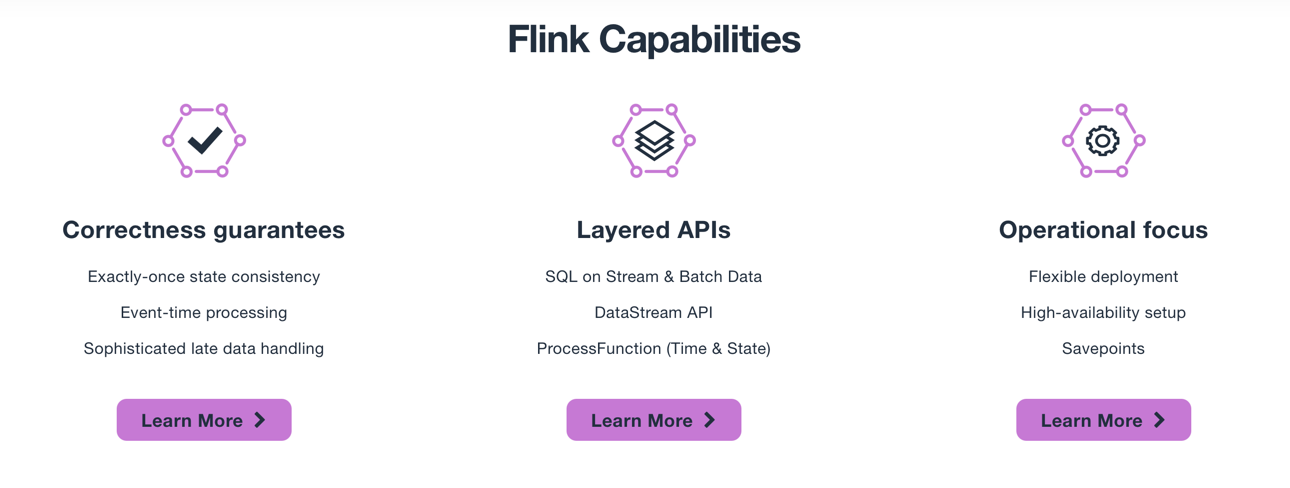 Flink Capabilities
Correctness guarantees
Exactly-once state consistency
Event-time processing
Sophisticated late data handling
Learn More
Layered APIs
SQL on Stream & Batch Data
DataStream API
ProcessFunction (Time & State)
Learn More
Operational focus
Flexible deployment
High-availability setup
Savepoints
Learn More